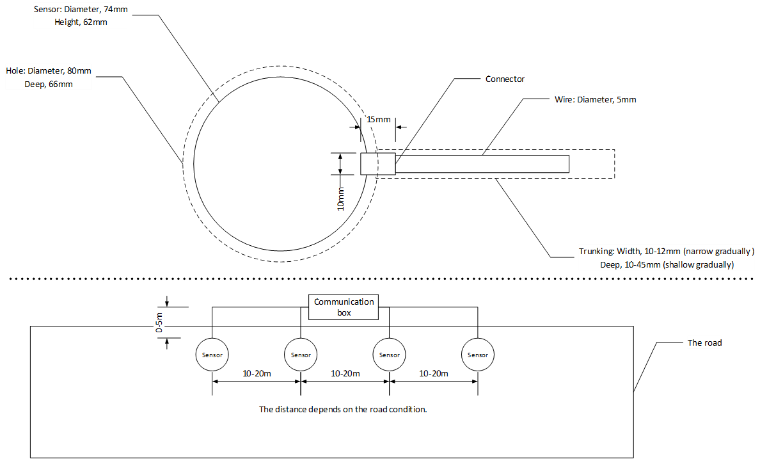 Sensor: Diameter, 74mm
Height, 62mm
Hole: Diameter, 80mm
Deep, 66mm
Connector
Wire: Diameter, 5mm
15mm
10mm
Trunking: Width, 10-12mm (narrow gradually )
Deep, 10-45mm (shallow gradually)
Communication
box
0-5m
Sensor
Sensor
Sensor
Sensor
The road
10-20m
10-20m
10-20m
The distance depends on the road condition.